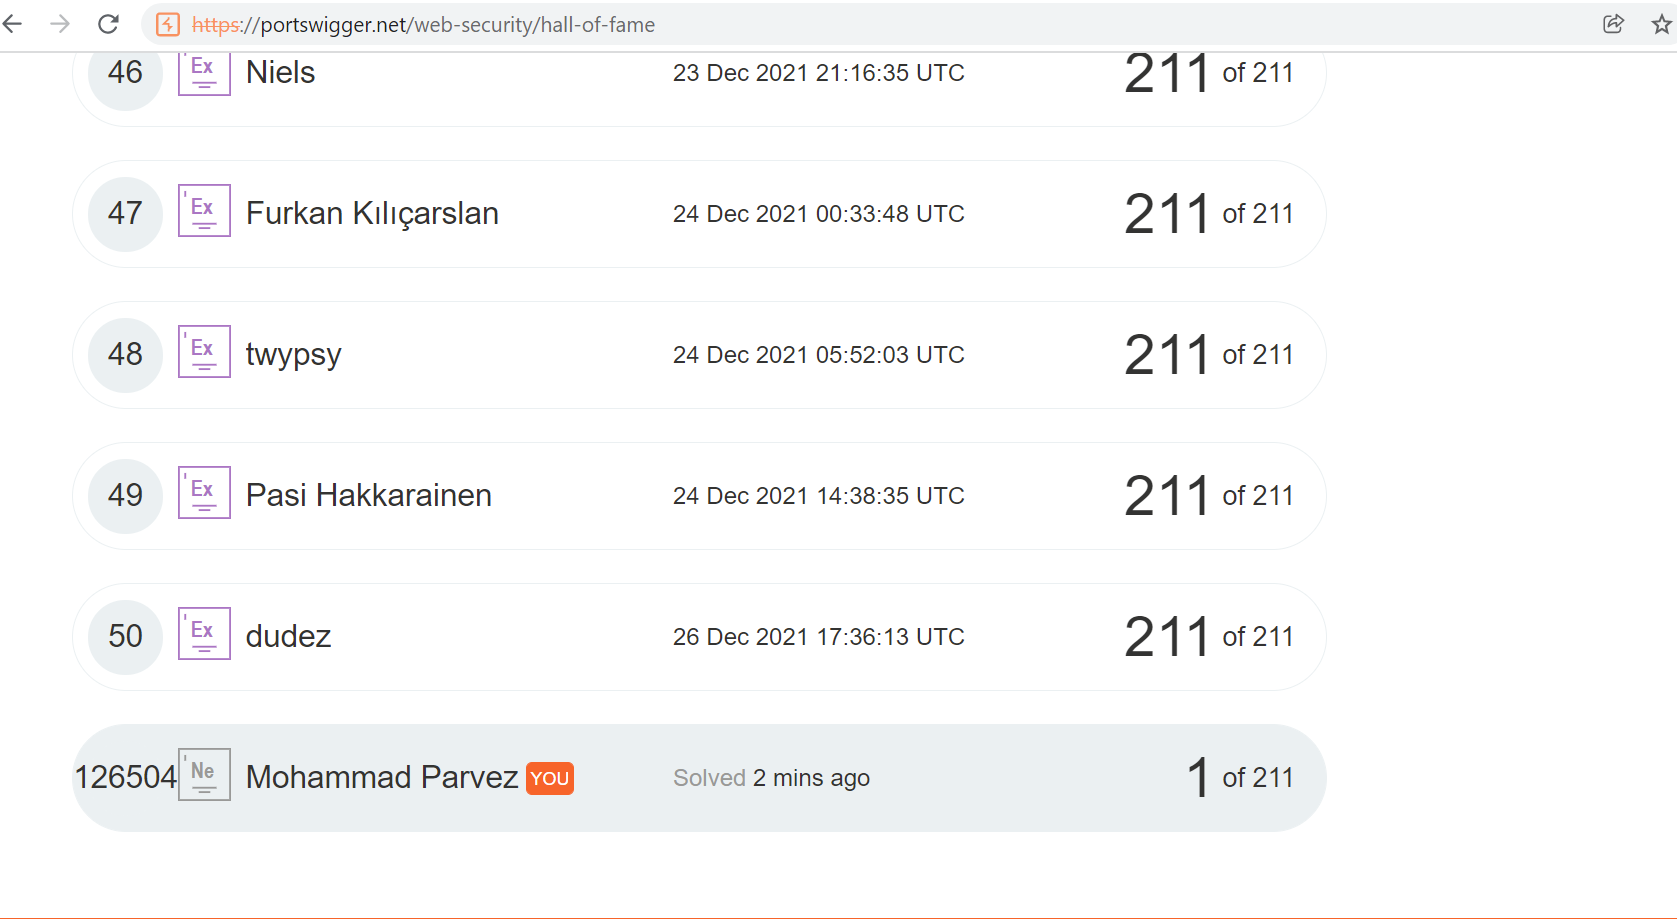 https://portswigger.net/web-security/hall-of-fame
46 Ex Niels 23 Dec 2021 21:16:35 UTC 211 of 211
47 'Ex Furkan Kılıçarslan 24 Dec 2021 00:33:48 UTC 211 of 211
48 'Ex twypsy 24 Dec 2021 05:52:03 UTC 211 of 211
49 'Ex Pasi Hakkarainen 24 Dec 2021 14:38:35 UTC 211 of 211
50 'Ex dudez 26 Dec 2021 17:36:13 UTC 211 of 211
126504 'Ne Mohammad Parvez YOU Solved 2 mins ago 1 of 211